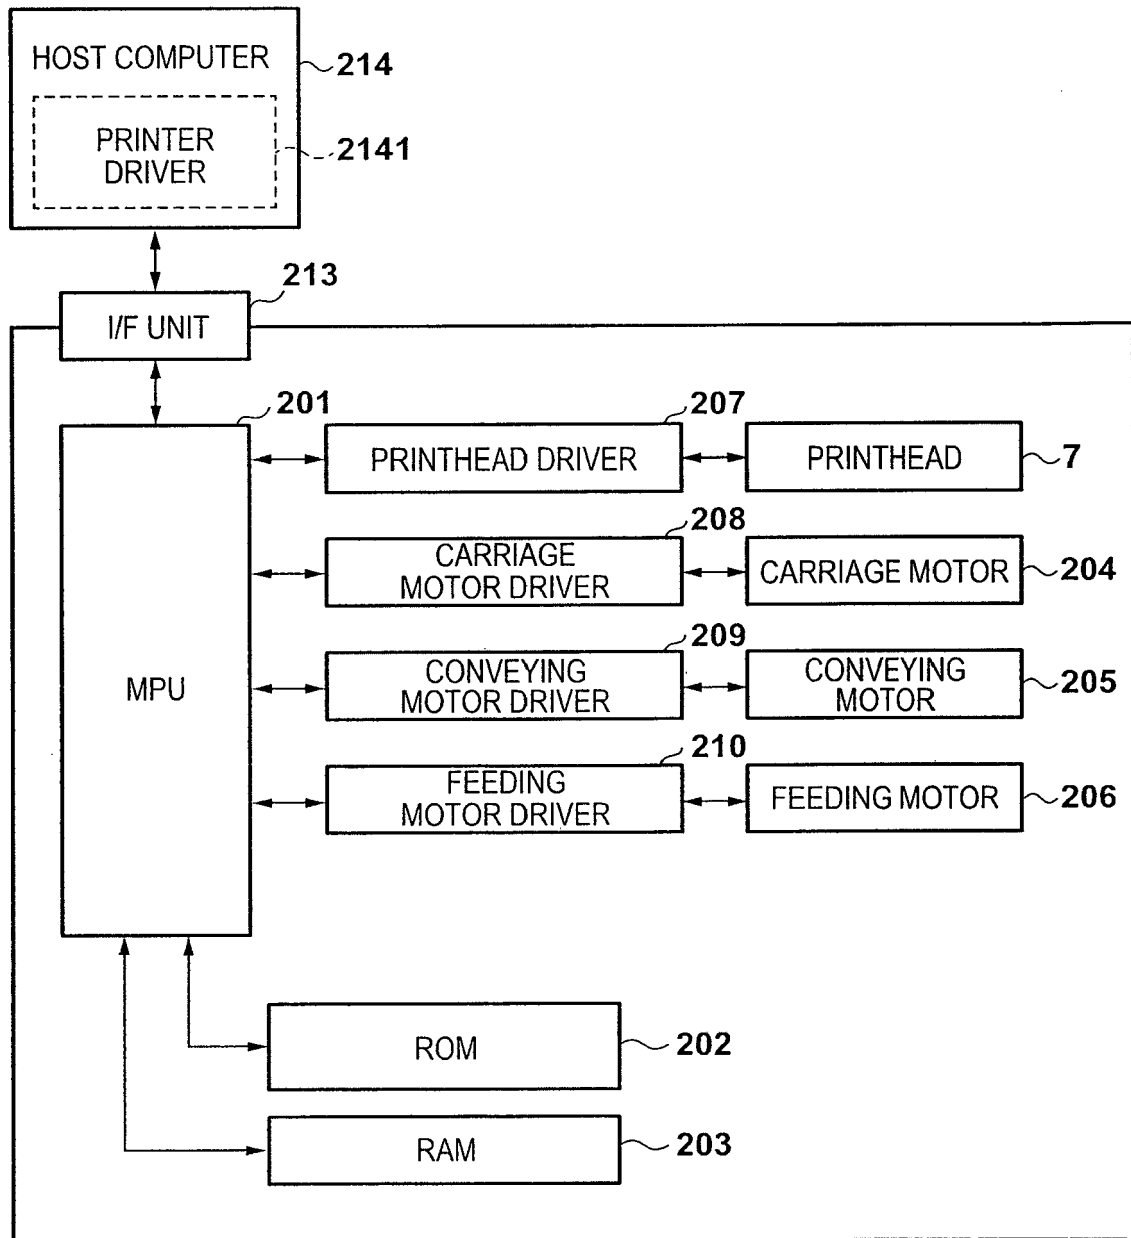 HOST COMPUTER
214
PRINTER
DRIVER
2141
213
I/F UNIT
201
207
PRINTHEAD DRIVER
PRINTHEAD
7
208
CARRIAGE
MOTOR DRIVER
CARRIAGE MOTOR
204
209
MPU
CONVEYING
MOTOR DRIVER
CONVEYING
MOTOR
205
210
FEEDING
MOTOR DRIVER
FEEDING MOTOR
206
ROM
202
RAM
203